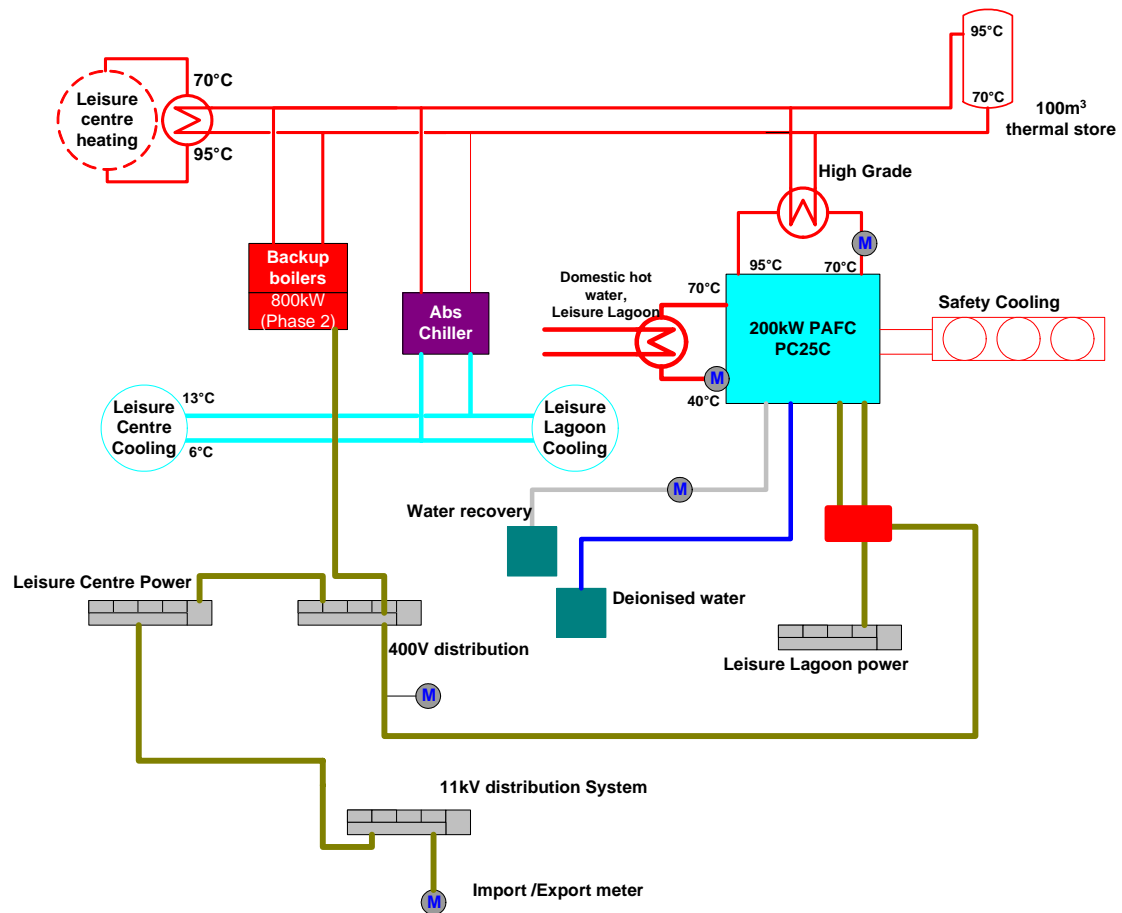 95°C
70°C
Leisure
centre
heating
70°C
100m³
thermal store
95°C
High Grade
M
Backup
boilers
800kW
(Phase 2)
95°C
70°C
Domestic hot
water,
Leisure Lagoon
70°C
Abs
Chiller
200kW PAFC
PC25C
Safety Cooling
M
40°C
13°C
Leisure
Centre
Cooling
6°C
Leisure
Lagoon
Cooling
M
Water recovery
Leisure Centre Power
Deionised water
400V distribution
Leisure Lagoon power
M
11kV distribution System
Import /Export meter
M